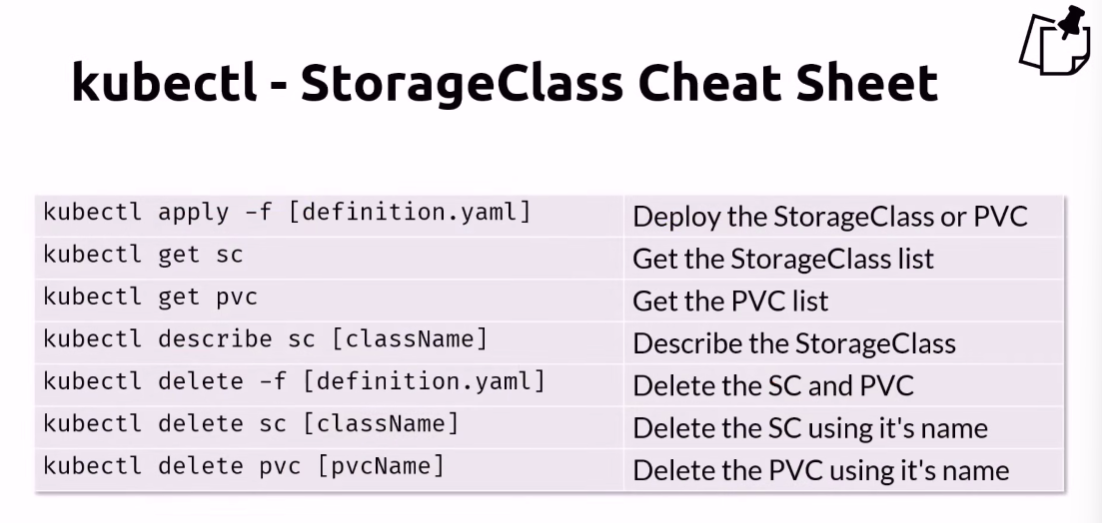 kubectl - StorageClass Cheat Sheet
kubectl apply -f [definition.yaml] Deploy the StorageClass or PVC
kubectl get sc Get the StorageClass list
kubectl get pvc Get the PVC list
kubectl describe sc [className] Describe the StorageClass
kubectl delete -f [definition.yaml] Delete the SC and PVC
kubectl delete sc [className] Delete the SC using it's name
kubectl delete pvc [pvcName] Delete the PVC using it's name